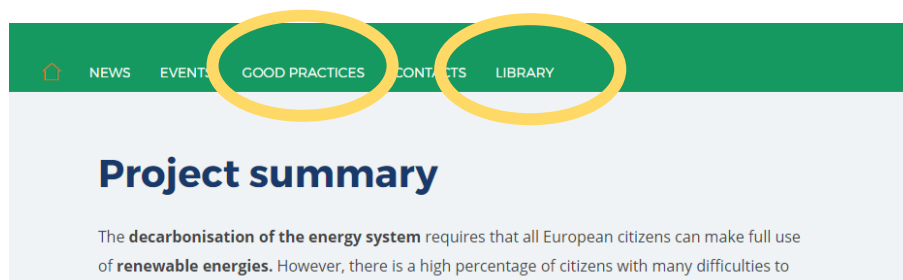 NEWS EVENTS GOOD PRACTICES CONTACTS LIBRARY
Project summary
The decarbonisation of the energy system requires that all European citizens can make full use
of renewable energies. However, there is a high percentage of citizens with many difficulties to